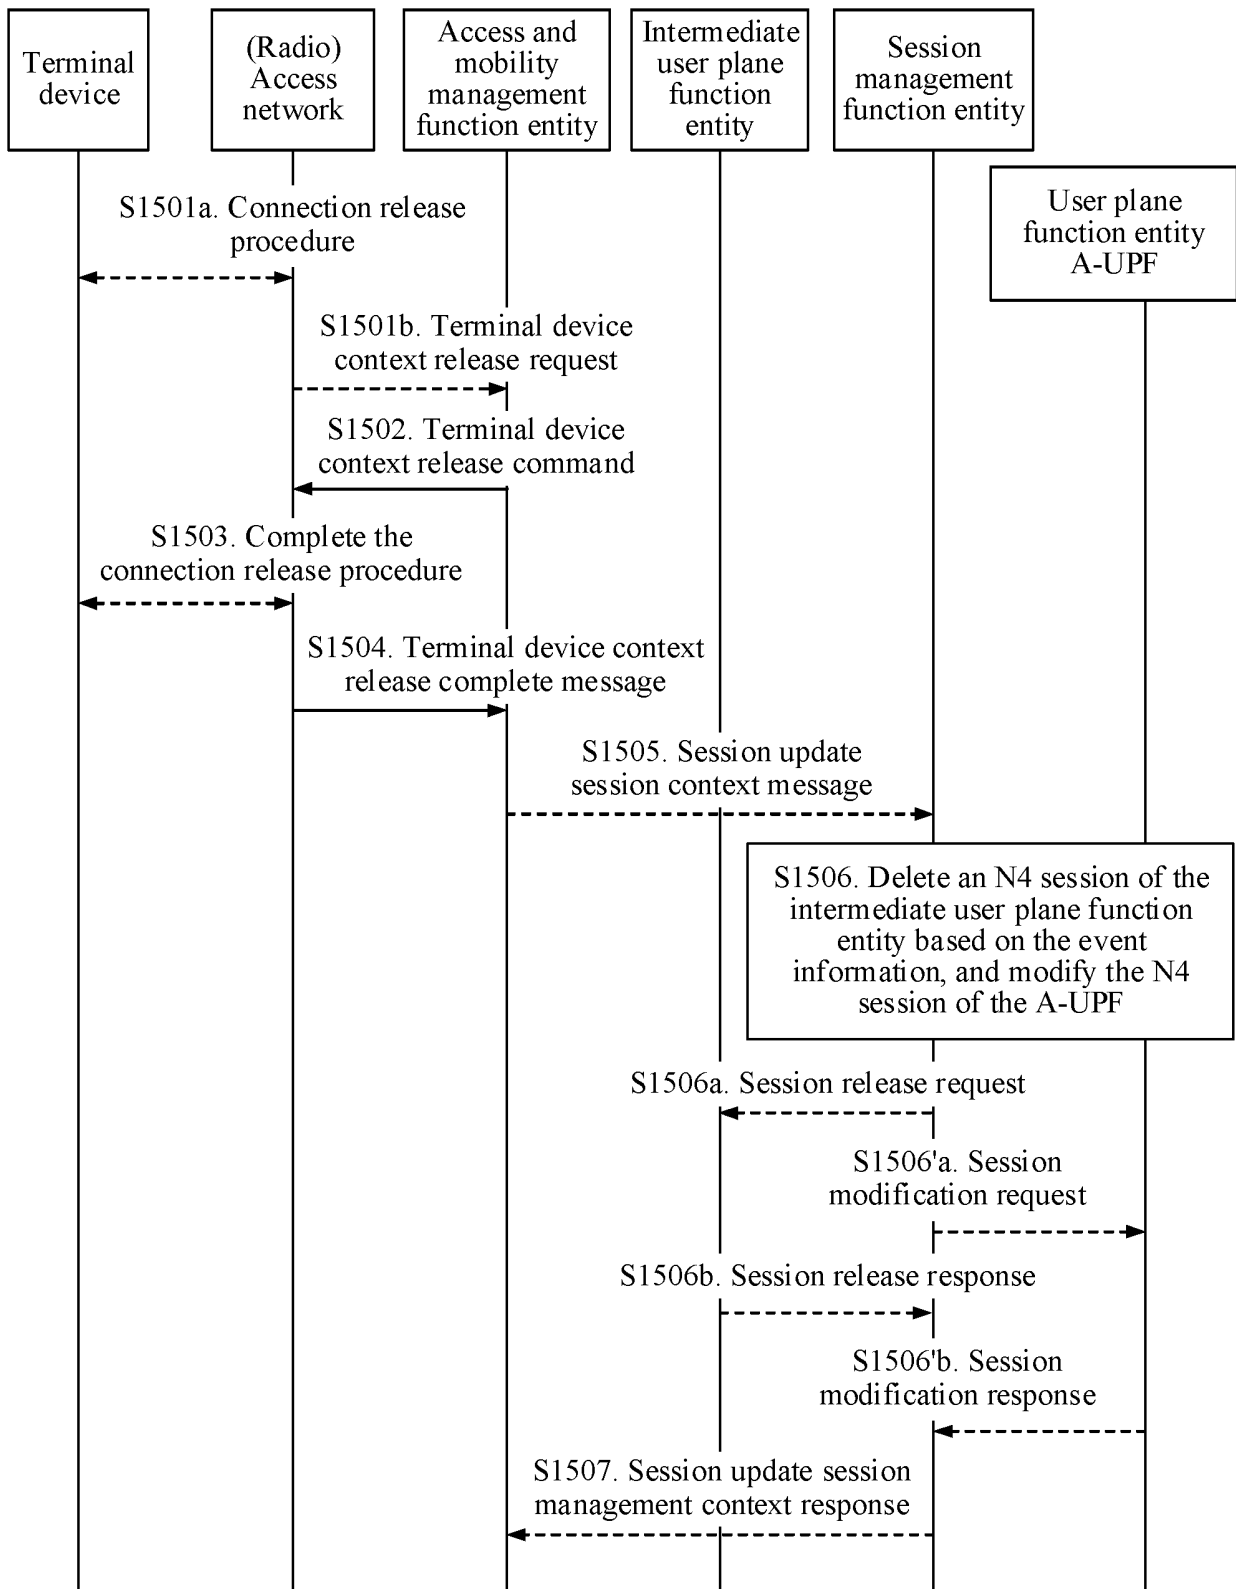 Terminal
device
(Radio)
Access
network
Access and
mobility
management
function entity
Intermediate
user plane
function
entity
Session
management
function entity
User plane
function entity
A-UPF
S1501a. Connection release
procedure
S1501b. Terminal device
context release request
S1502. Terminal device
context release command
S1503. Complete the
connection release procedure
S1504. Terminal device context
release complete message
S1505. Session update
session context message
S1506. Delete an N4 session of the
intermediate user plane function
entity based on the event
information, and modify the N4
session of the A-UPF
S1506a. Session release request
S1506'a. Session
modification request
S1506b. Session release response
S1506'b. Session
modification response
S1507. Session update session
management context response